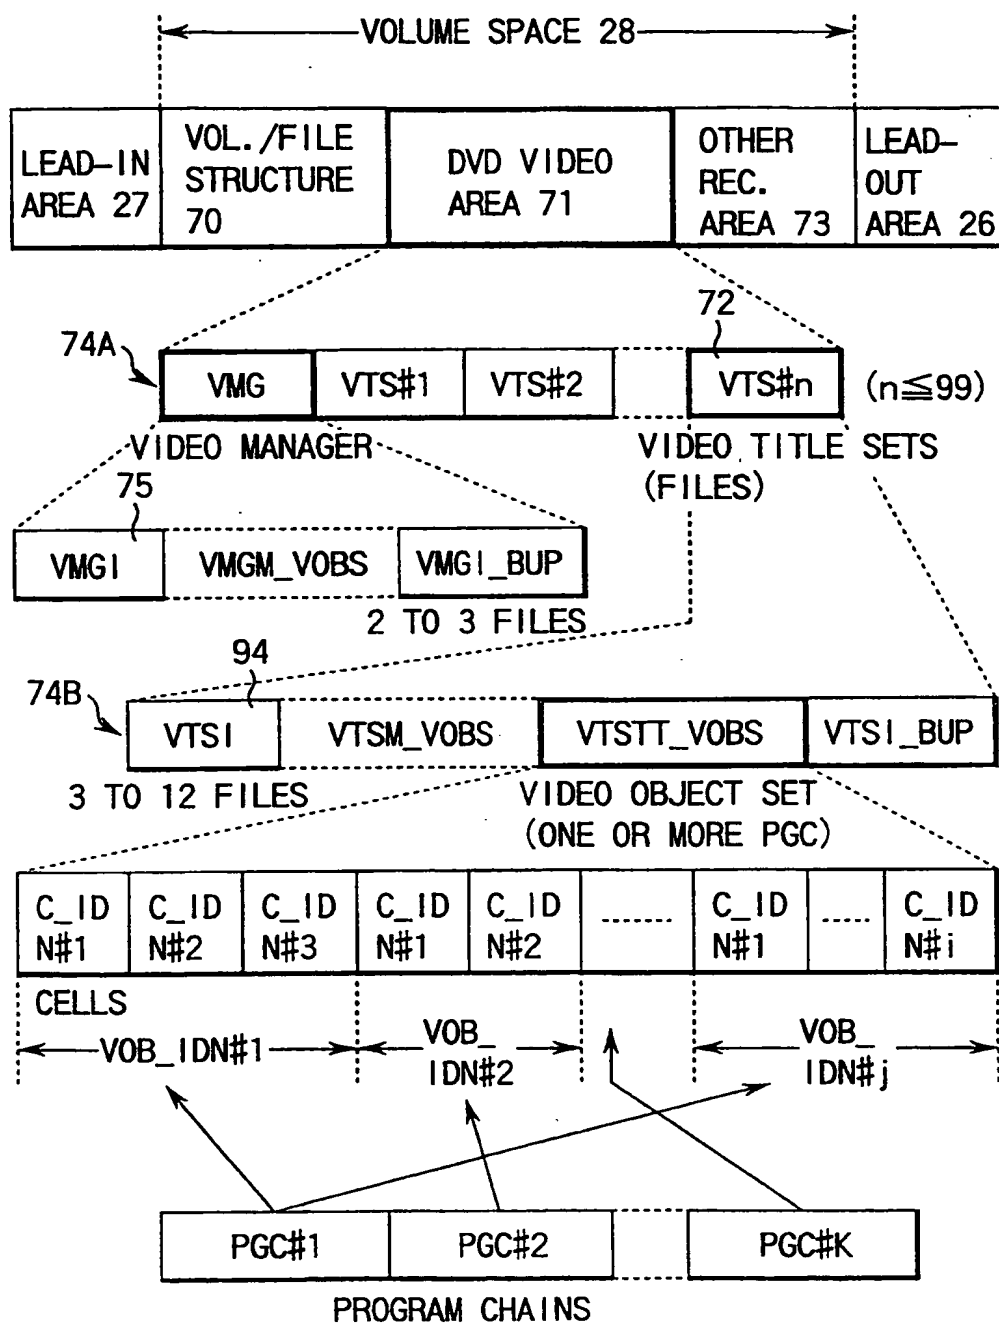 VOLUME SPACE 28
LEAD-IN
AREA 27
VOL./FILE
STRUCTURE
70
DVD VIDEO
AREA 71
OTHER
REC.
AREA 73
LEAD-
OUT
AREA 26
72
74A
VMG
VTS#1
VTS#2
VTS#n
(n≦99)
VIDEO MANAGER
VIDEO TITLE SETS
(FILES)
75
VMGI
VMGM_VOBS
VMGI_BUP
2 TO 3 FILES
94
74B
VTSI
VTSM_VOBS
VTSTT_VOBS
VTSI_BUP
3 TO 12 FILES
VIDEO OBJECT SET
(ONE OR MORE PGC)
C_ID
N#1
C_ID
N#2
C_ID
N#3
C_ID
N#1
C_ID
N#2
C_ID
N#1
C_ID
N#i
CELLS
VOB_IDN#1
VOB_
IDN#2
VOB_
IDN#j
PGC#1
PGC#2
PGC#K
PROGRAM CHAINS